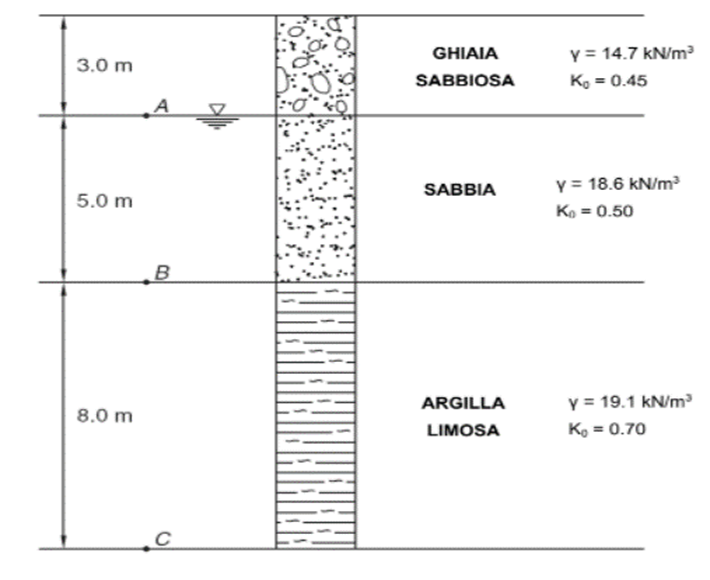 3.0 m
GHIAIA
SABBIOSA
γ = 14.7 kN/m³
K₀ = 0.45
A
5.0 m
SABBIA
γ = 18.6 kN/m³
K₀ = 0.50
B
8.0 m
ARGILLA
LIMOSA
γ = 19.1 kN/m³
K₀ = 0.70
C